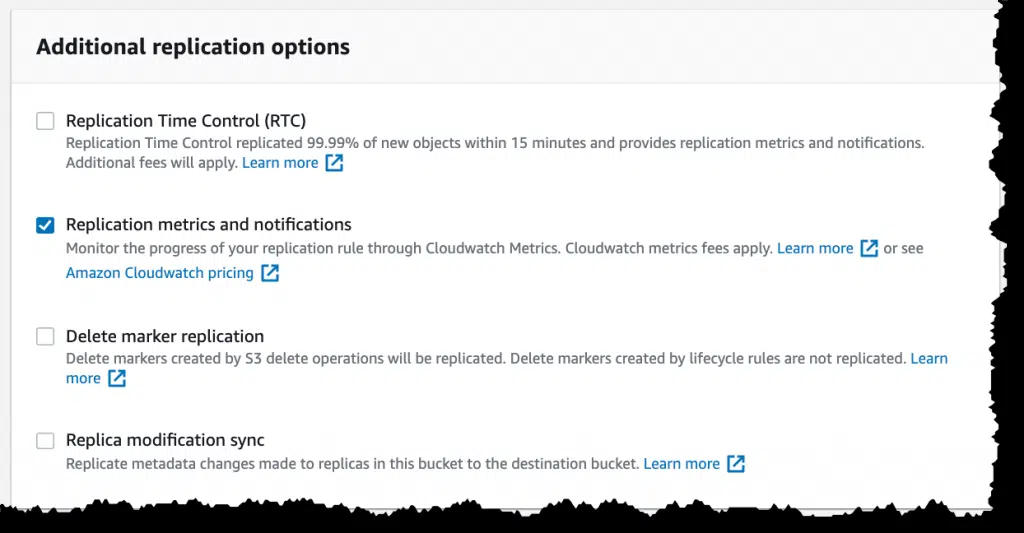 Additional replication options
Replication Time Control (RTC)
Replication Time Control replicated 99.99% of new objects within 15 minutes and provides replication metrics and notifications.
Additional fees will apply. Learn more
Replication metrics and notifications
Monitor the progress of your replication rule through Cloudwatch Metrics. Cloudwatch metrics fees apply. Learn more or see
Amazon Cloudwatch pricing
Delete marker replication
Delete markers created by S3 delete operations will be replicated. Delete markers created by lifecycle rules are not replicated. Learn
more
Replica modification sync
Replicate metadata changes made to replicas in this bucket to the destination bucket. Learn more